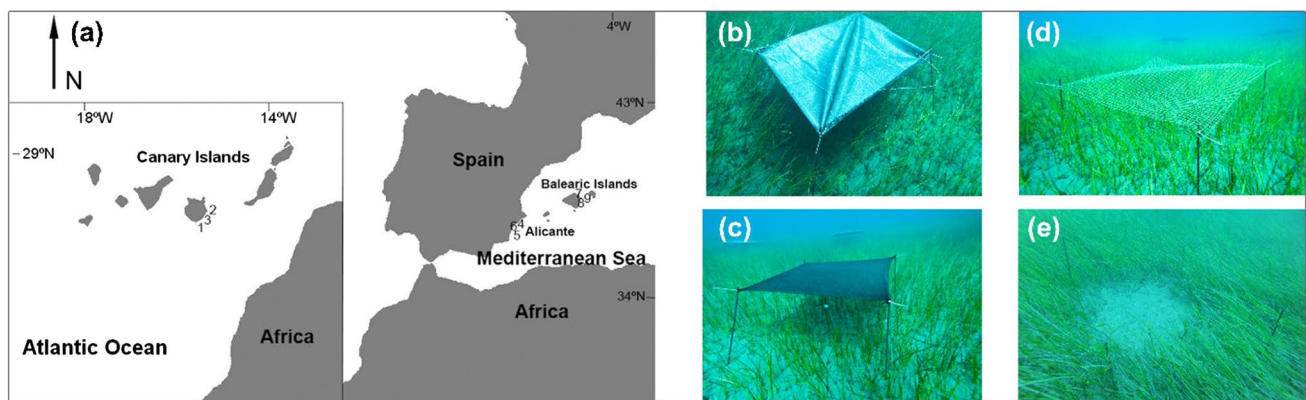 (a)
N
4ºW
43ºN
18ºW
14ºW
29ºN
Canary Islands
2
3
1
Africa
Atlantic Ocean
Spain
Balearic Islands
7
89
64
5
Alicante
Mediterranean Sea
34ºN
Africa
(b)
(c)
(d)
(e)